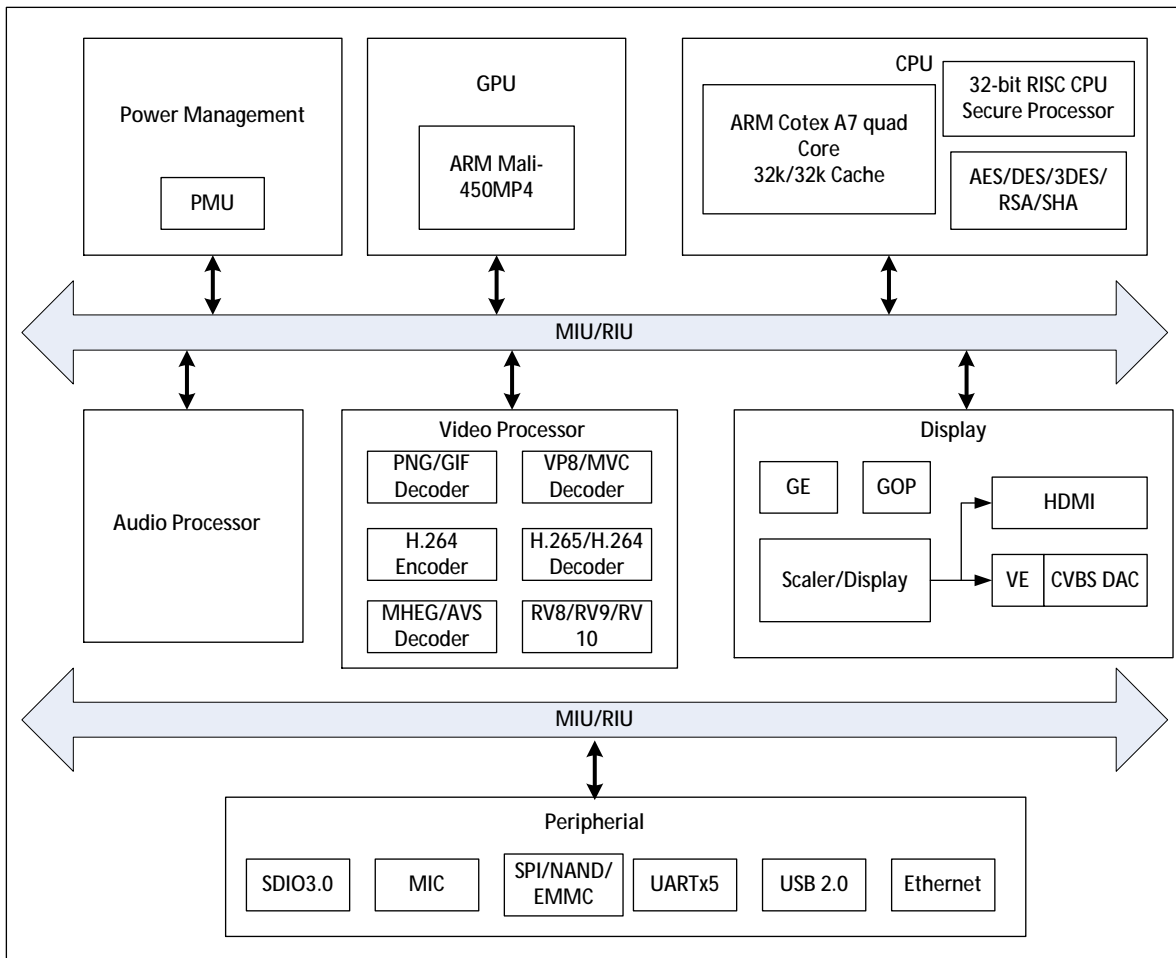 Power Management
PMU
GPU
ARM Mali-
450MP4
CPU
ARM Cotex A7 quad
Core
32k/32k Cache
32-bit RISC CPU
Secure Processor
AES/DES/3DES/
RSA/SHA
MIU/RIU
Audio Processor
Video Processor
PNG/GIF
Decoder
VP8/MVC
Decoder
H.264
Encoder
H.265/H.264
Decoder
MHEG/AVS
Decoder
RV8/RV9/RV
10
Display
GE
GOP
HDMI
Scaler/Display
VE
CVBS DAC
MIU/RIU
Peripherial
SDIO3.0
MIC
SPI/NAND/
EMMC
UARTx5
USB 2.0
Ethernet